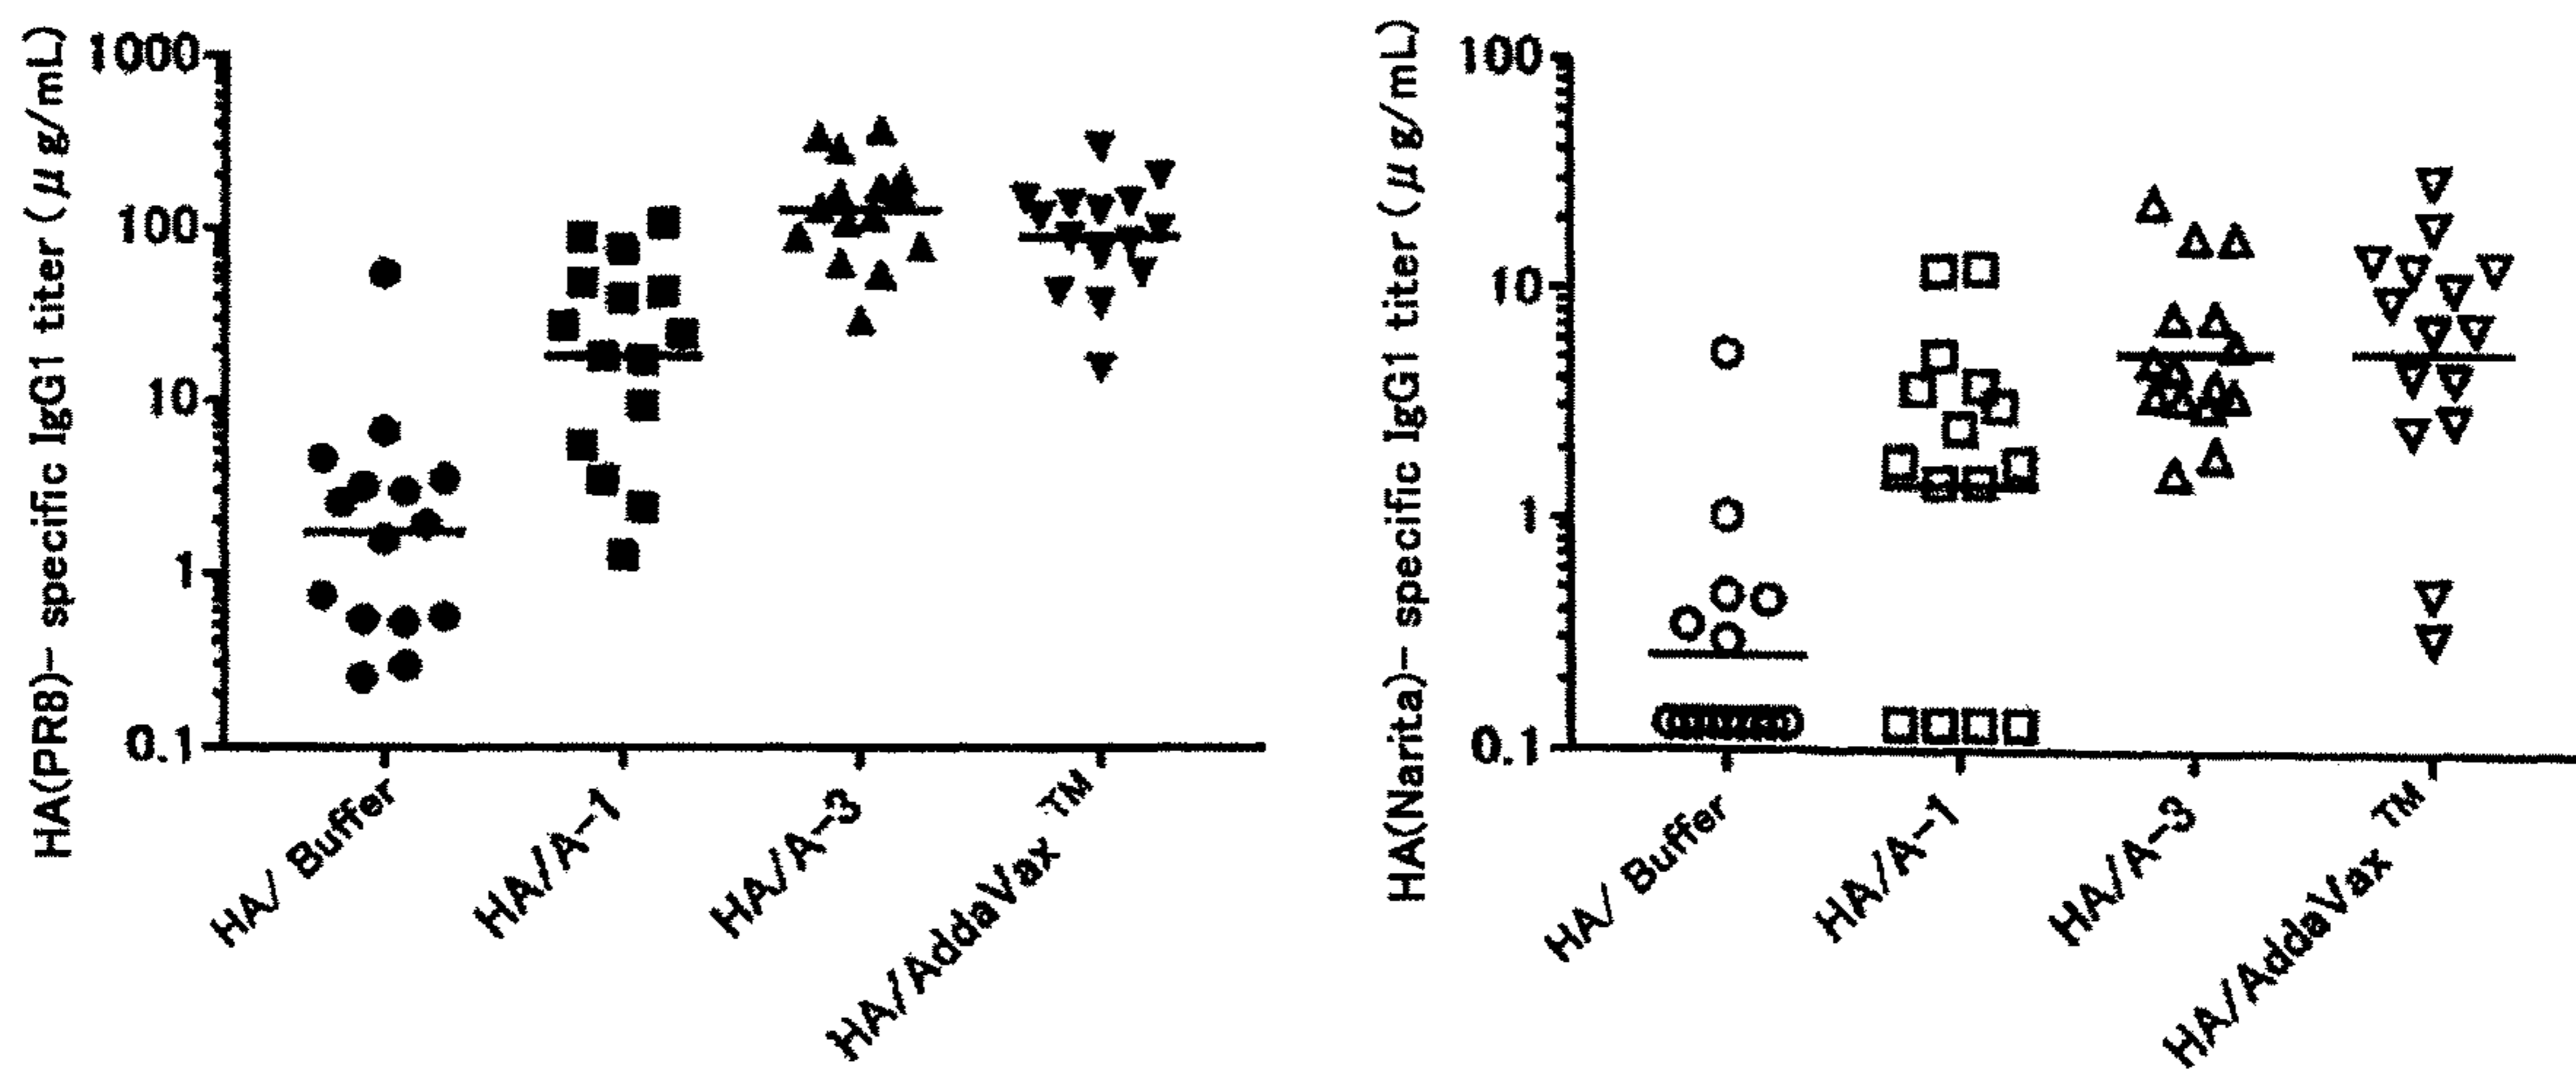 HA(PR8)- specific IgG1 titer (μg/mL)
1000
100
10
1
0.1
HA/ Buffer
HA/A-1
HA/A-3
HA/AddaVax TM
HA(Narita)- specific IgG1 titer (μg/mL)
100
10
1
0.1
HA/ Buffer
HA/A-1
HA/A-3
HA/AddaVax TM